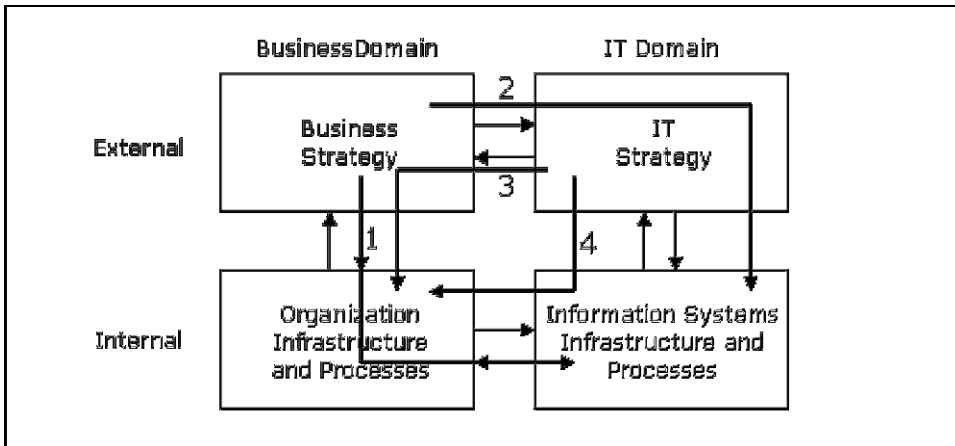 BusinessDomain
IT Domain
2
External
Business
Strategy
IT
Strategy
3
1
4
Internal
Organization
Infrastructure
and Processes
Information Systems
Infrastructure and
Processes